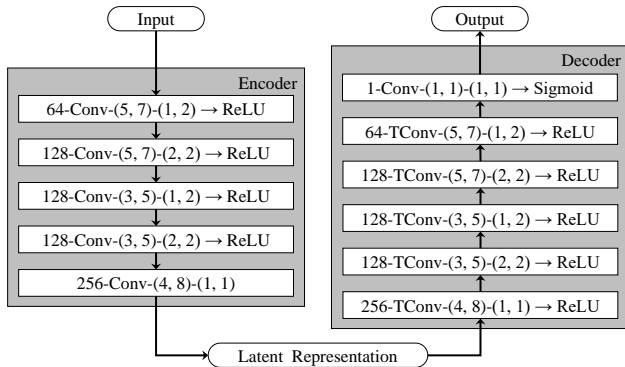 Input
Encoder
64-Conv-(5, 7)-(1, 2) → ReLU
128-Conv-(5, 7)-(2, 2) → ReLU
128-Conv-(3, 5)-(1, 2) → ReLU
128-Conv-(3, 5)-(2, 2) → ReLU
256-Conv-(4, 8)-(1, 1)
Latent Representation
Output
Decoder
1-Conv-(1, 1)-(1, 1) → Sigmoid
64-TConv-(5, 7)-(1, 2) → ReLU
128-TConv-(5, 7)-(2, 2) → ReLU
128-TConv-(3, 5)-(1, 2) → ReLU
128-TConv-(3, 5)-(2, 2) → ReLU
256-TConv-(4, 8)-(1, 1) → ReLU